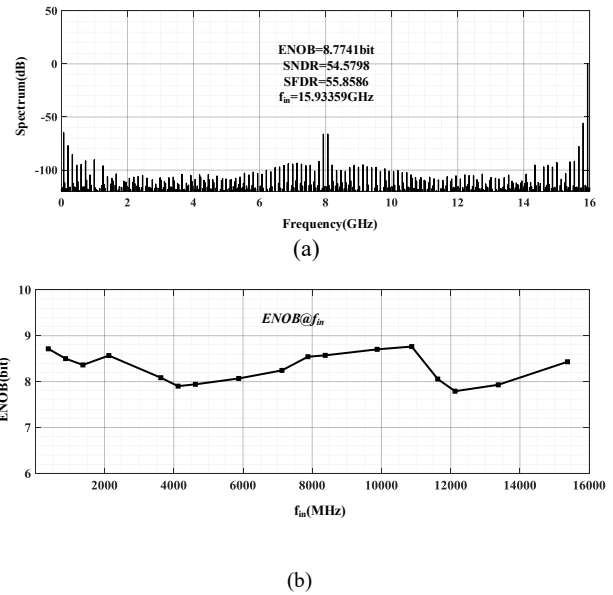 50
0
-50
-100
Spectrum(dB)
ENOB=8.7741bit
SNDR=54.5798
SFDR=55.8586
fin=15.93359GHz
0 2 4 6 8 10 12 14 16
Frequency(GHz)
(a)
10
9
8
7
6
ENOB(bit)
ENOB@fin
2000 4000 6000 8000 10000 12000 14000 16000
fin(MHz)
(b)